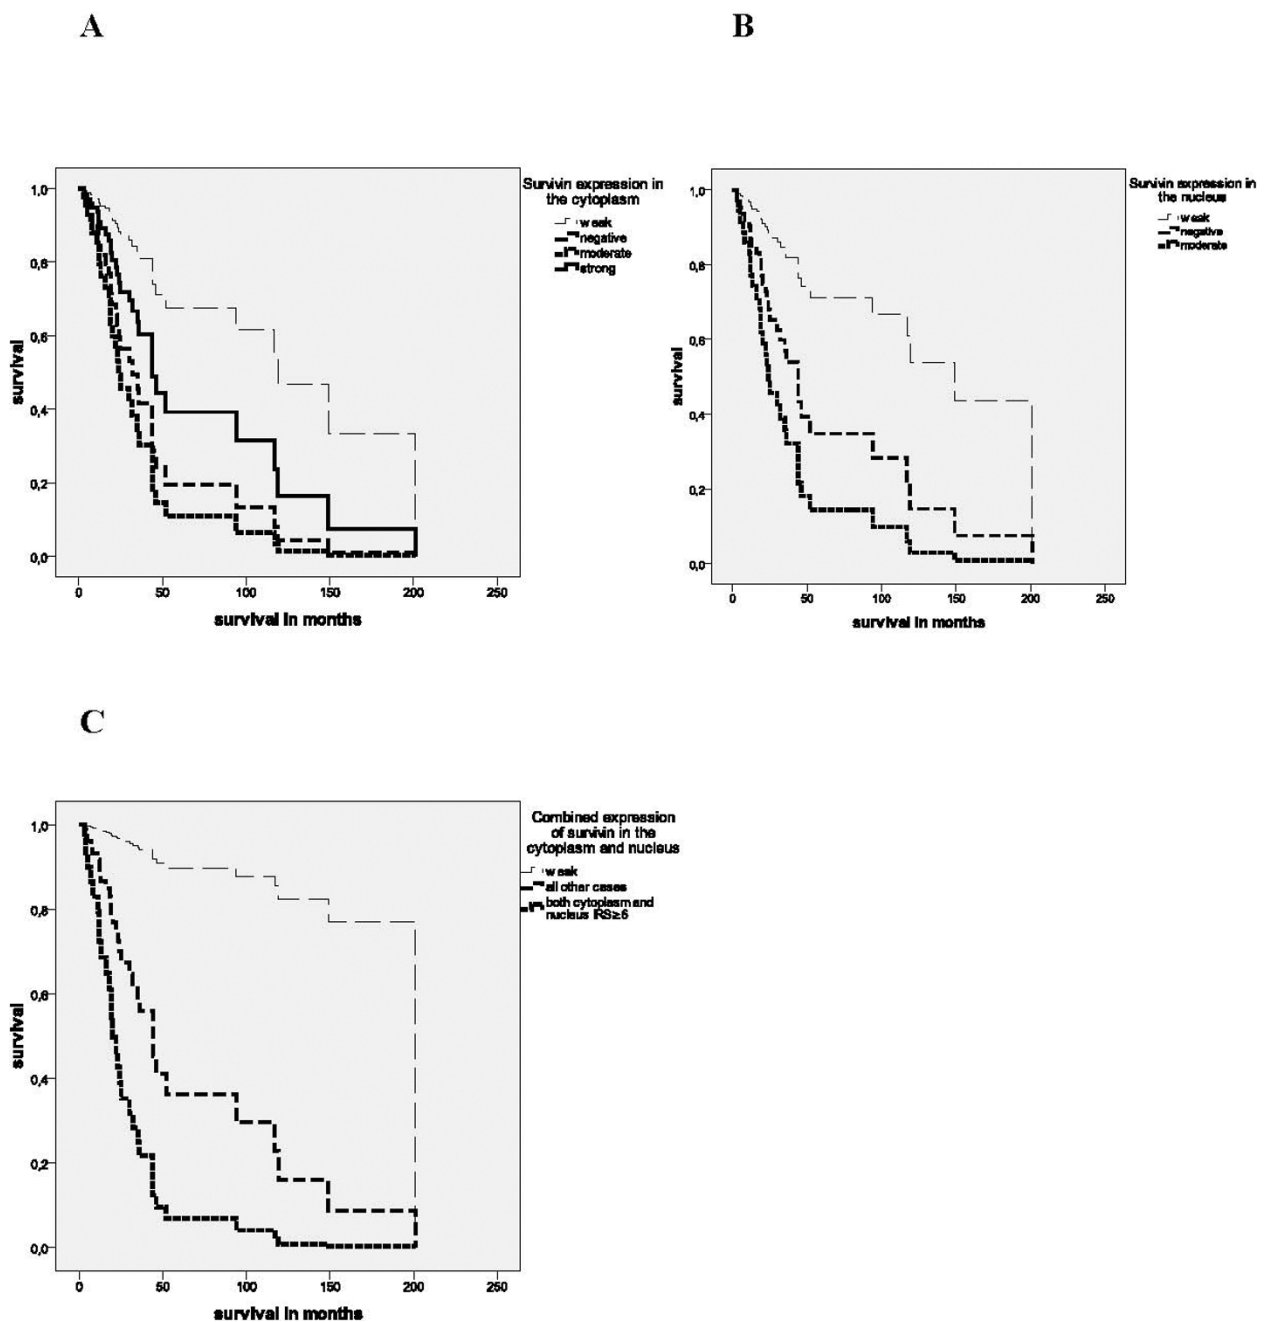 A
B
1,0
0,8
0,6
0,4
0,2
0,0
survival
0
50
100
150
200
250
survival in months
Survivin expression in
the cytoplasm
weak
negative
moderate
strong
1,0
0,8
0,6
0,4
0,2
0,0
survival
0
50
100
150
200
250
survival in months
Survivin expression in
the nucleus
weak
negative
moderate
C
1,0
0,8
0,6
0,4
0,2
0,0
survival
0
50
100
150
200
250
survival in months
Combined expression
of survivin in the
cytoplasm and nucleus
weak
all other cases
both cytoplasm and
nucleus IRS≥6